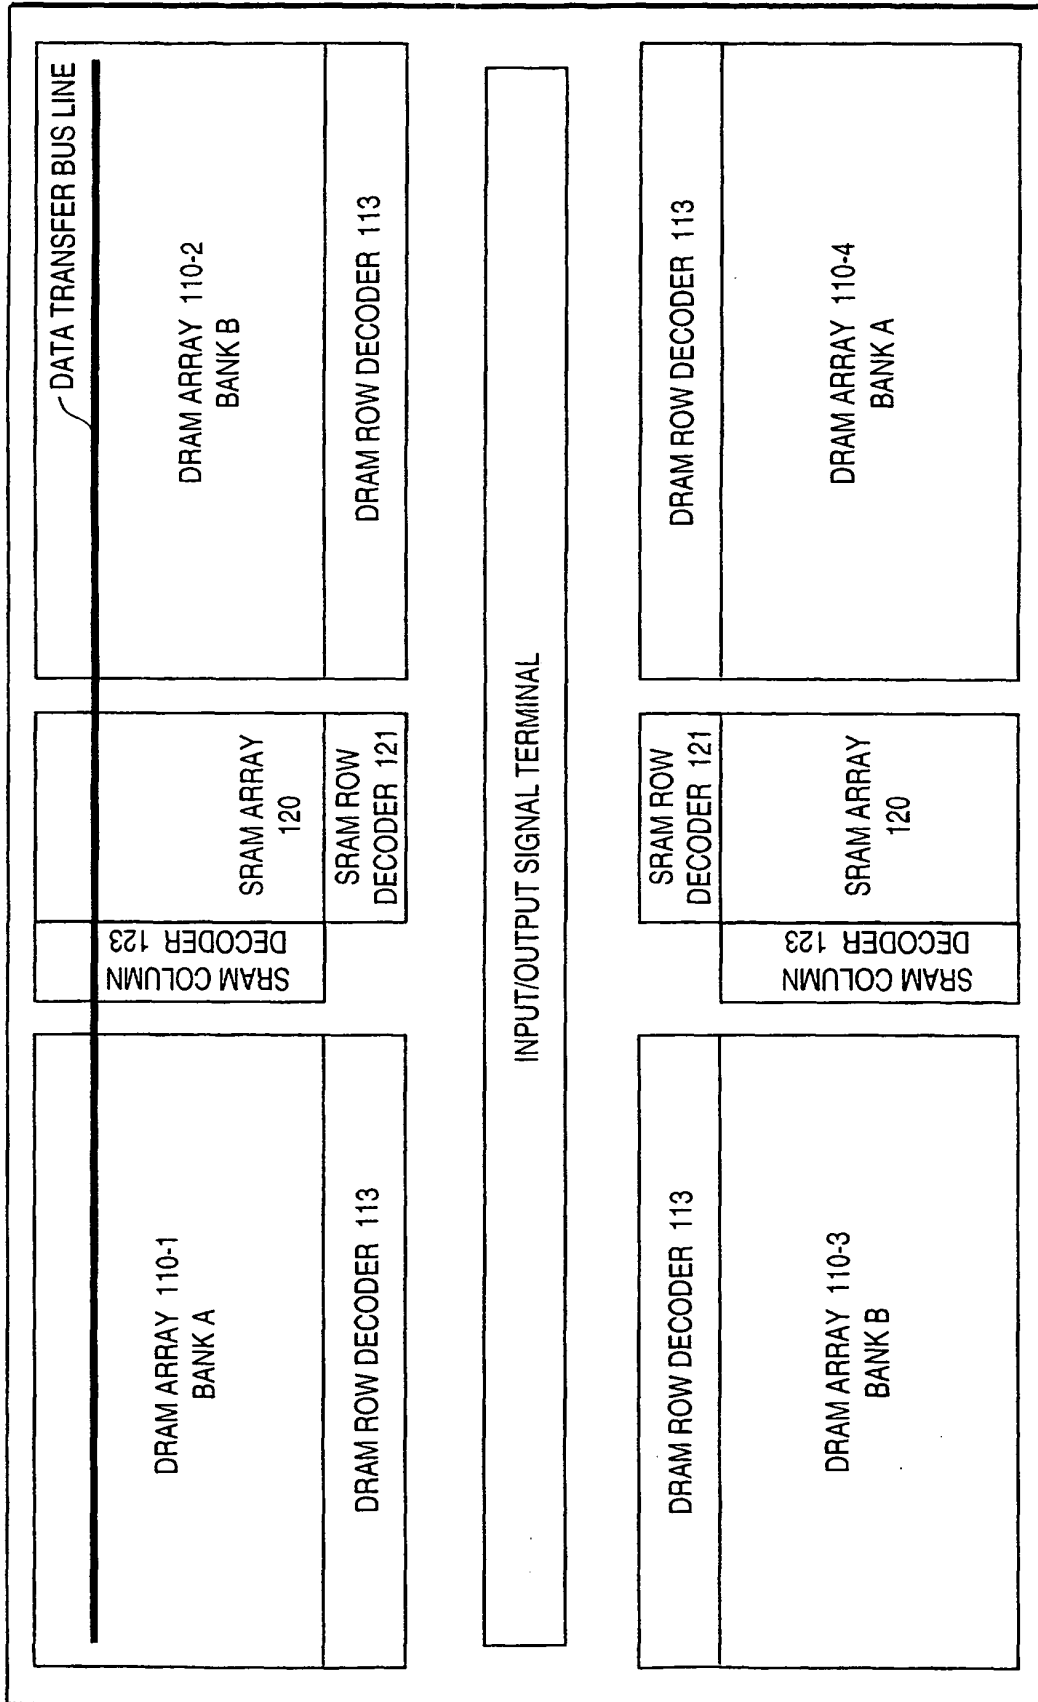 DATA TRANSFER BUS LINE
DRAM ARRAY 110-1
BANK A
DRAM ROW DECODER 113
SRAM COLUMN
DECODER 123
SRAM ARRAY
120
SRAM ROW
DECODER 121
DRAM ARRAY 110-2
BANK B
DRAM ROW DECODER 113
INPUT/OUTPUT SIGNAL TERMINAL
DRAM ROW DECODER 113
DRAM ARRAY 110-3
BANK B
SRAM COLUMN
DECODER 123
SRAM ROW
DECODER 121
SRAM ARRAY
120
DRAM ROW DECODER 113
DRAM ARRAY 110-4
BANK A